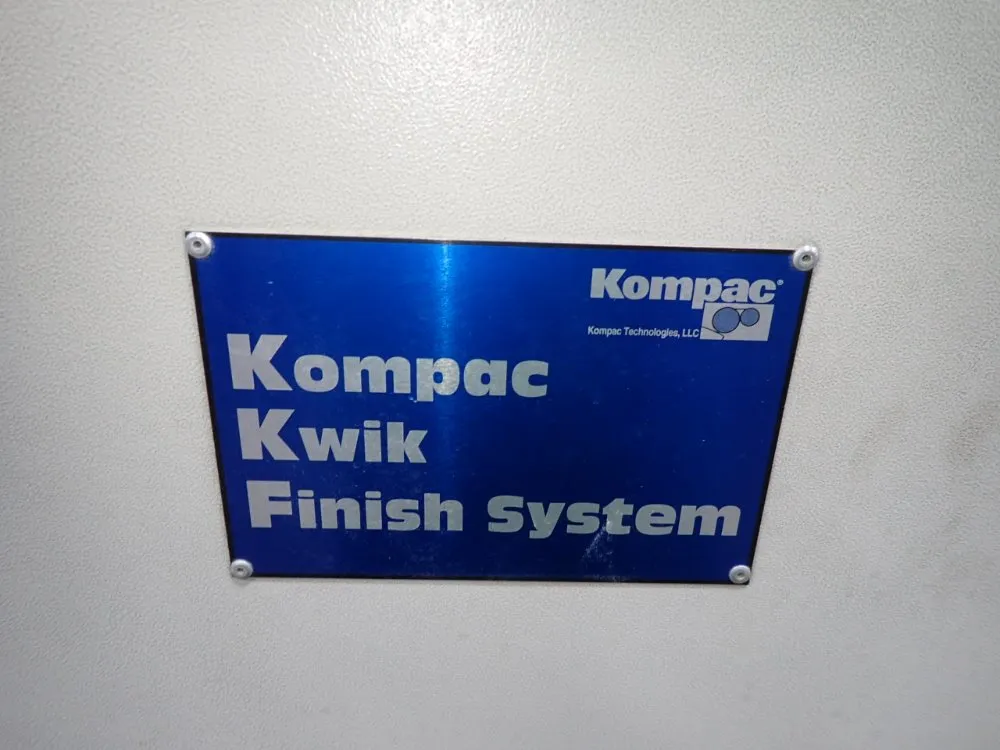 Kompac®
Kompac Technologies, LLC
Kompac
Kwik
Finish System